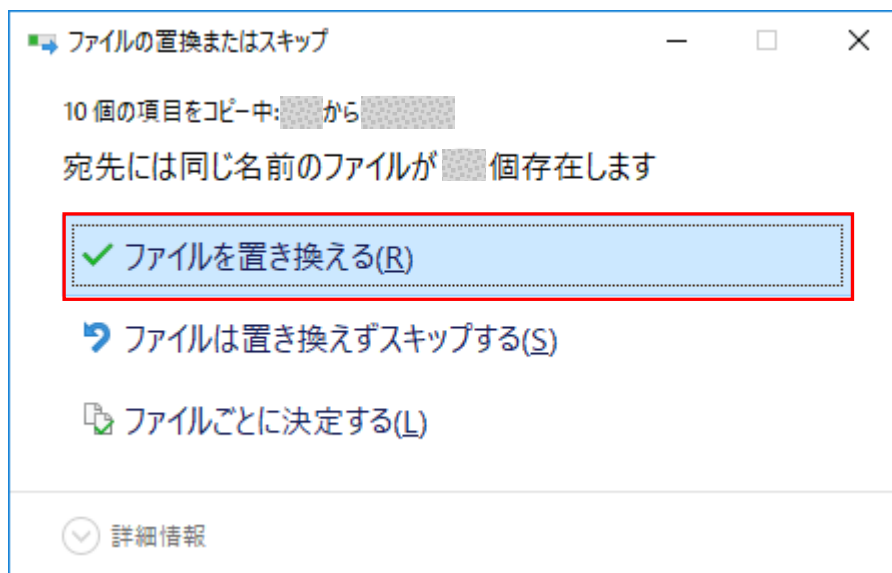 ファイルの置換またはスキップ
10 個の項目をコピー中: から
宛先には同じ名前のファイルが 個存在します
ファイルを置き換える(R)
ファイルは置き換えずスキップする(S)
ファイルごとに決定する(L)
詳細情報